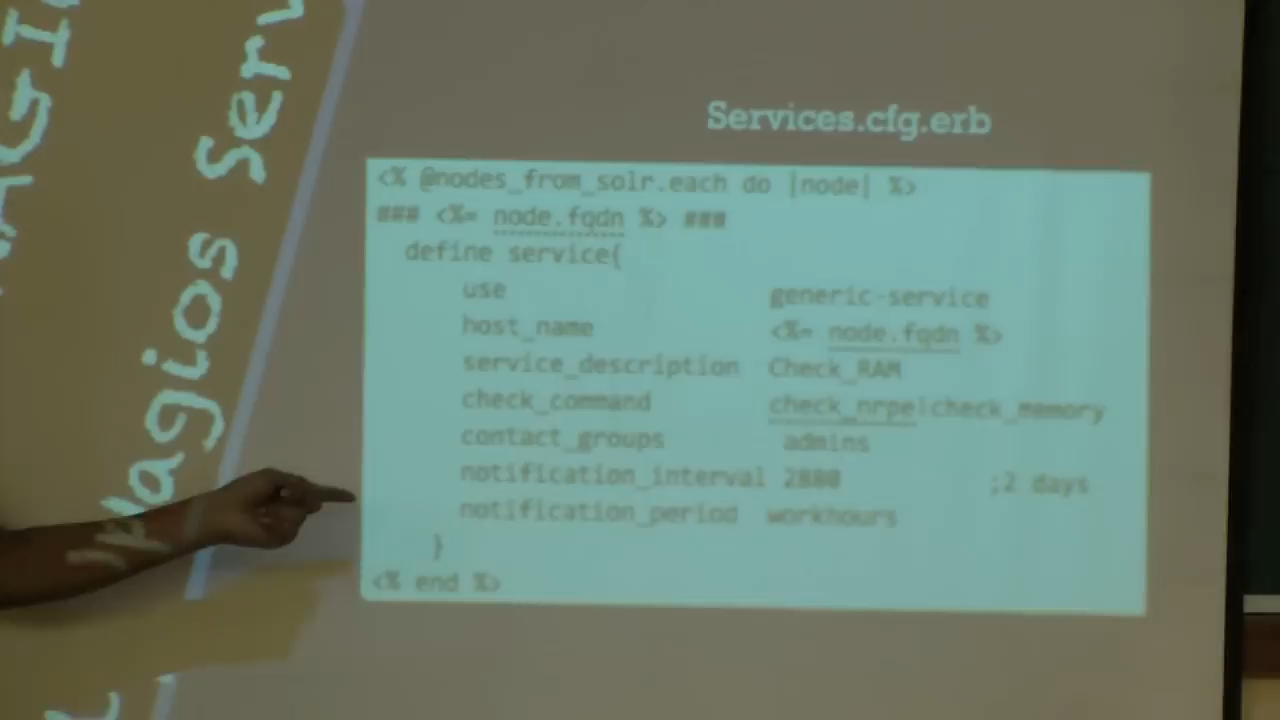 Nagios Serv
Services.cfg.erb
<% @nodes_from_solr.each do |node| %>
### <%= node.fqdn %> ###
define service{
use generic-service
host_name <%= node.fqdn %>
service_description Check_RAM
check_command check_nrpe!check_memory
contact_groups admins
notification_interval 2880 ;2 days
notification_period workhours
}
<% end %>